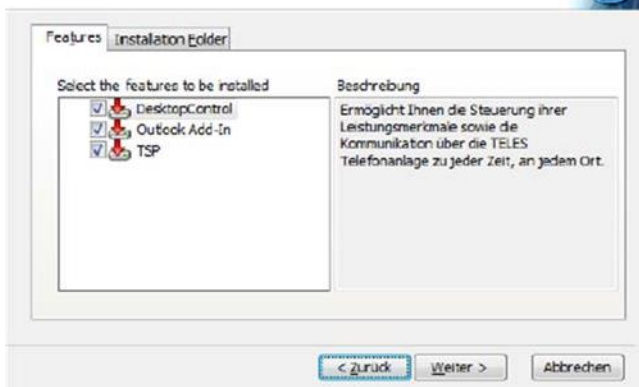 Features
Installation Folder
Select the features to be installed
DesktopControl
Outlook Add-In
TSP
Beschreibung
Ermöglicht Ihnen die Steuerung ihrer
Leistungsmerkmale sowie die
Kommunikation über die TELES
Telefonanlage zu jeder Zeit, an jedem Ort.
< Zurück
Weiter >
Abbrechen